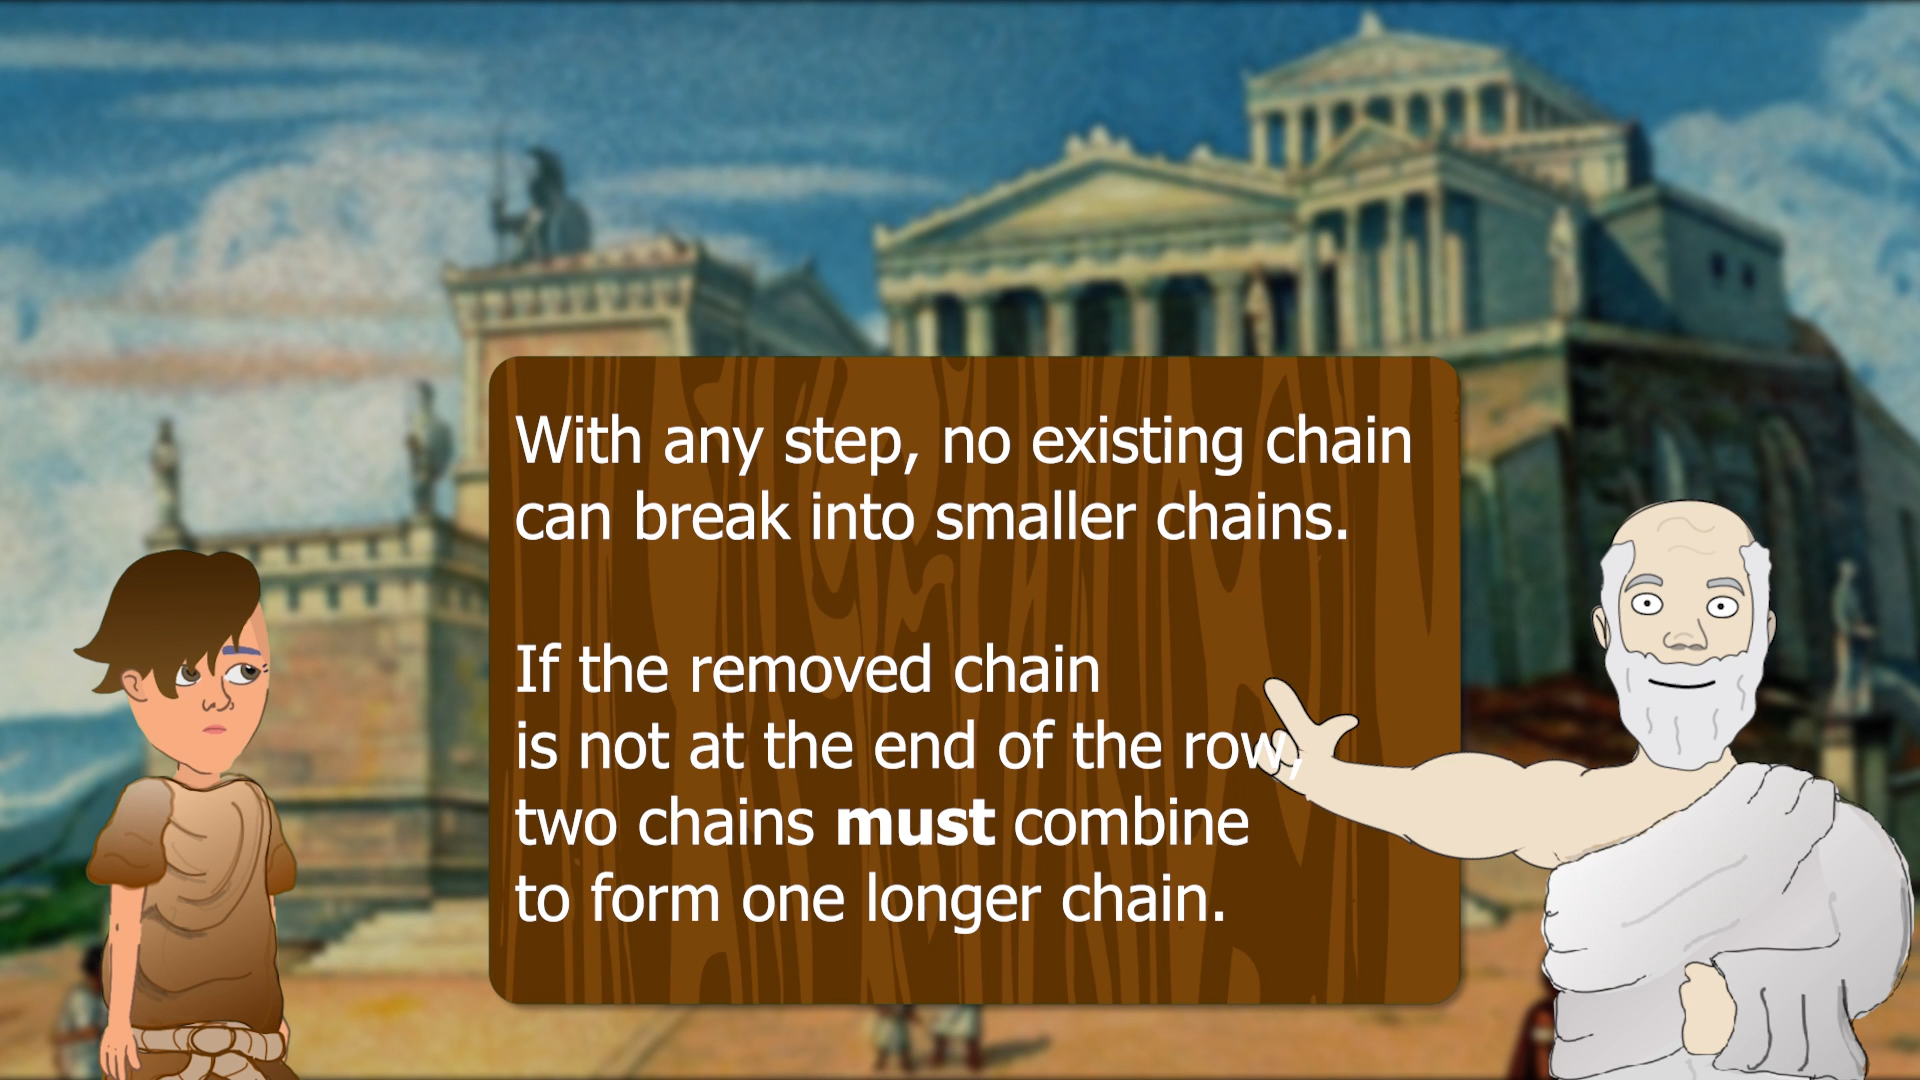 With any step, no existing chain
can break into smaller chains.
If the removed chain
is not at the end of the row,
two chains must combine
to form one longer chain.